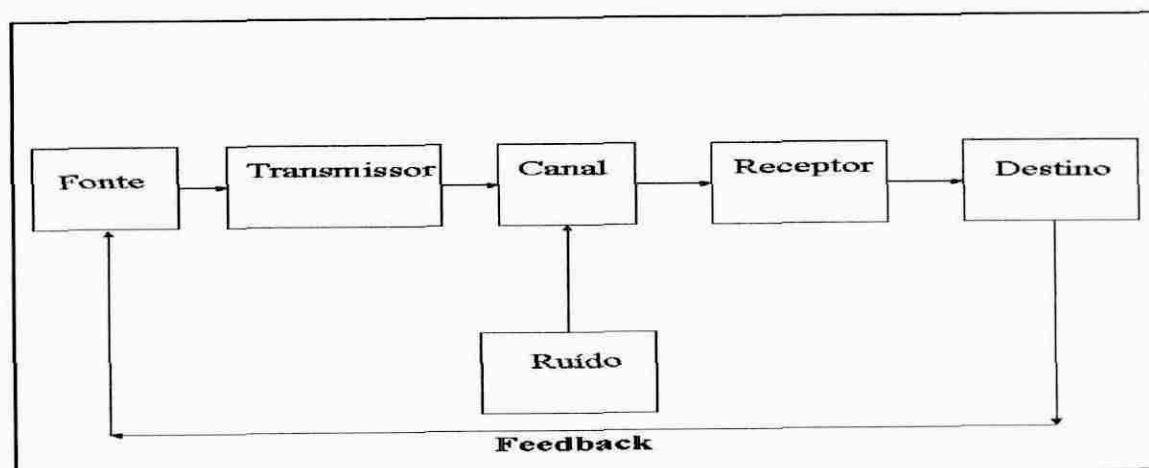 Fonte
Transmissor
Canal
Receptor
Destino
Ruído
Feedback